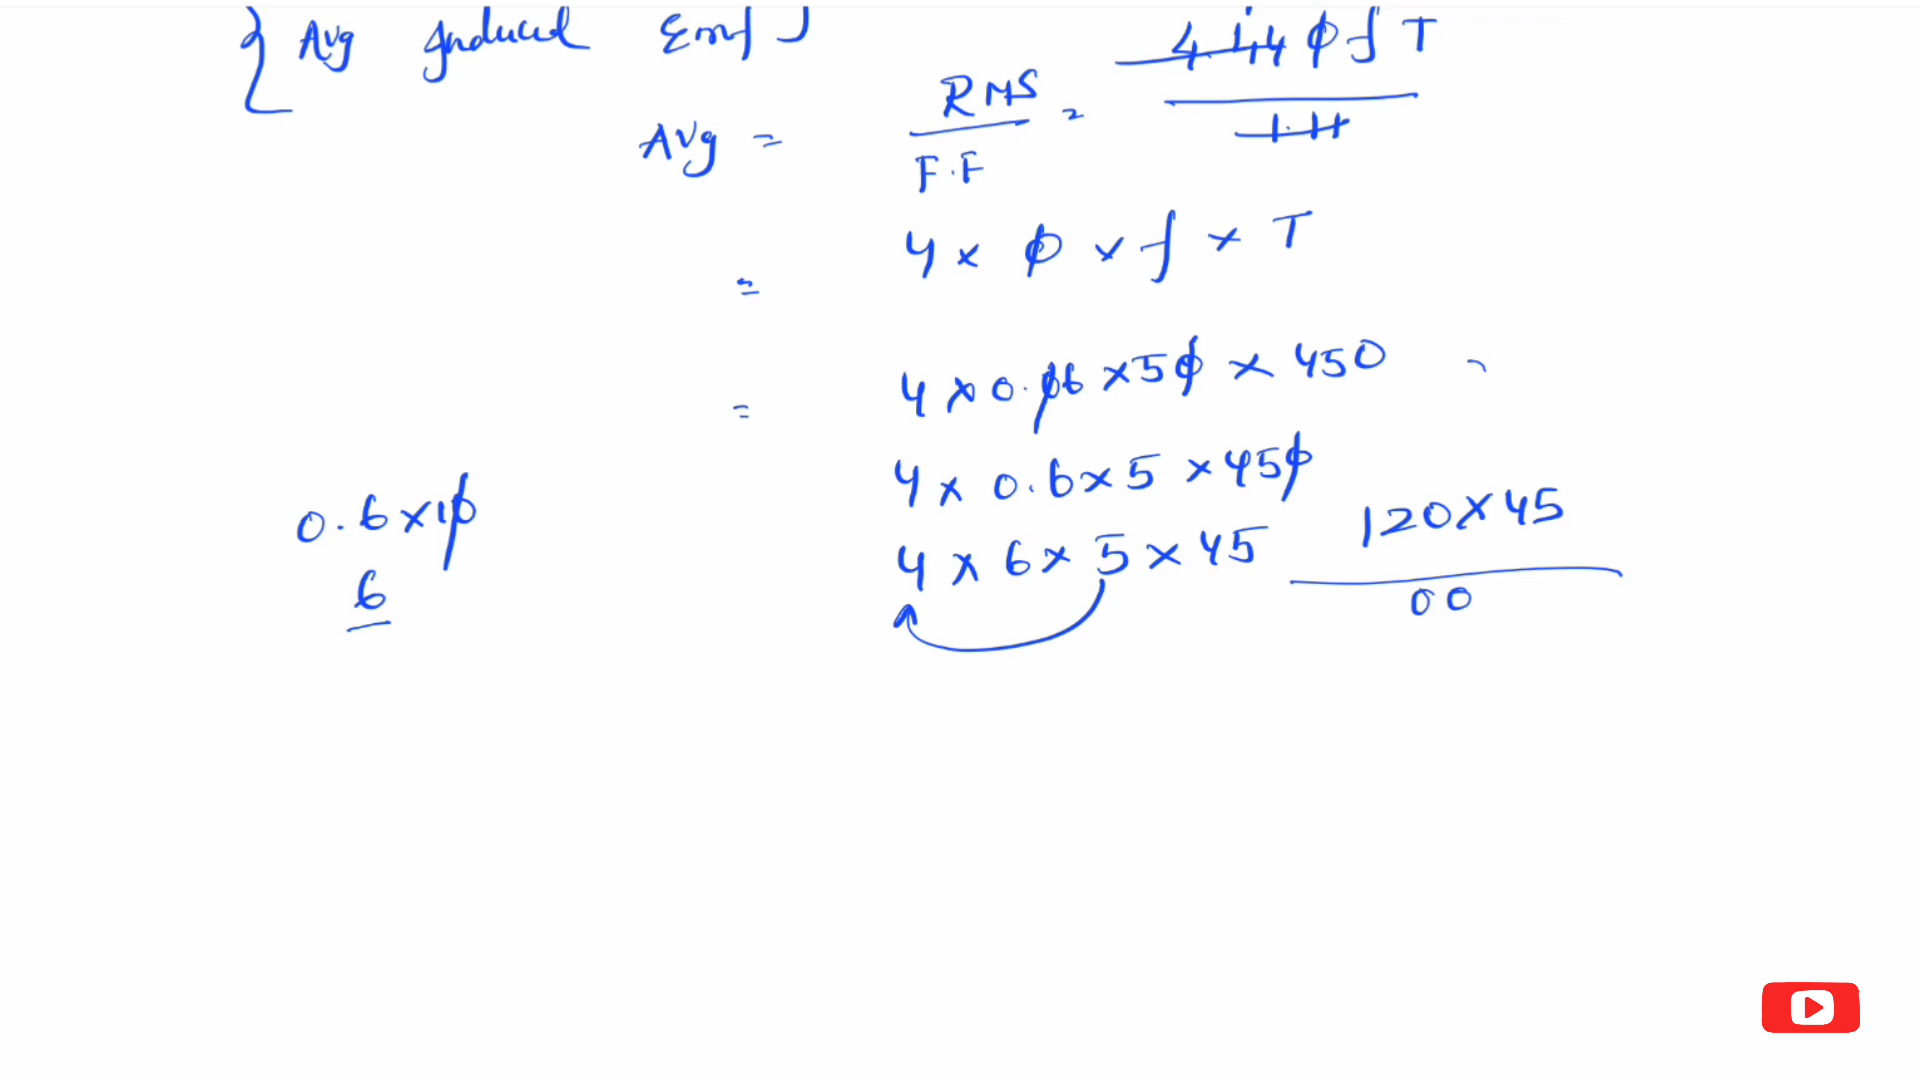 Avg Induced Emf
4.44 φ f T
Avg = RMS / F.F = 1.11
= 4 × φ × f × T
= 4 × 0.06 × 50 × 450
4 × 0.6 × 5 × 450
0.6 × 10
4 × 6 × 5 × 45
120 × 45
6
00